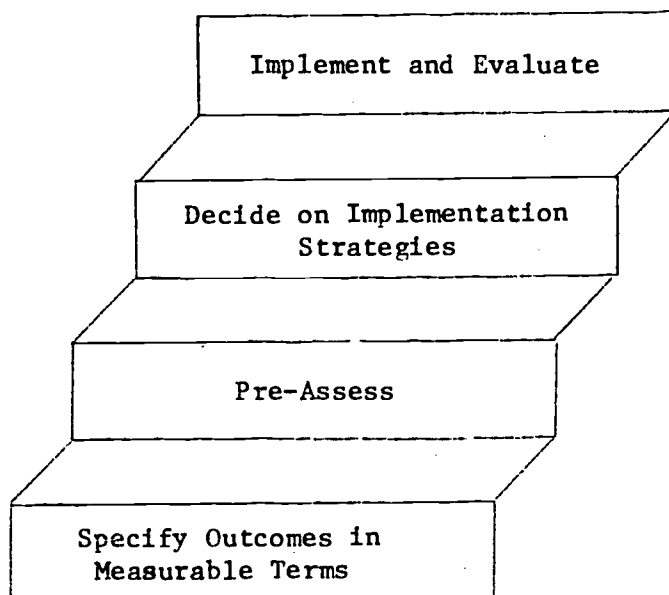 Implement and Evaluate
Decide on Implementation
Strategies
Pre-Assess
Specify Outcomes in
Measurable Terms